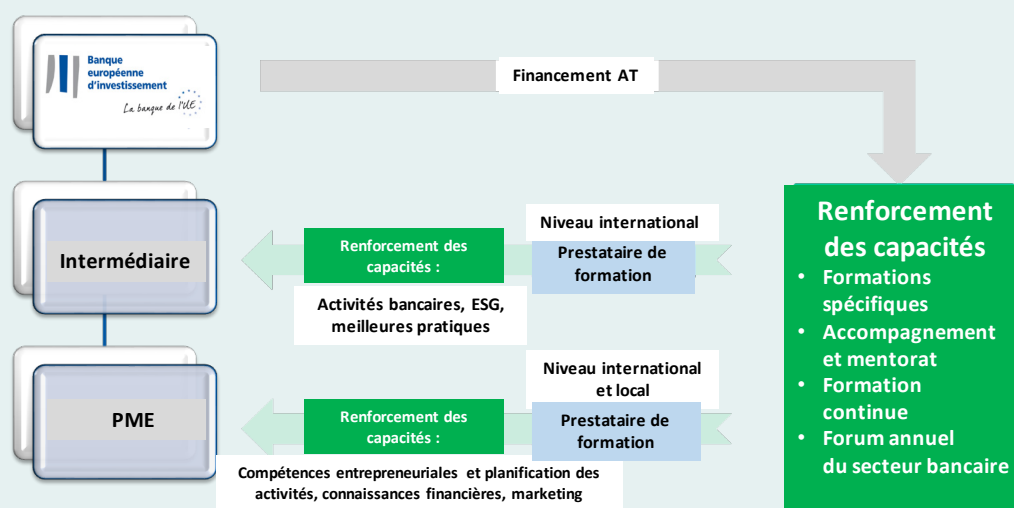 Banque
européenne
d'investissement
La banque de l'UE
Financement AT
Niveau international
Intermédiaire
Renforcement des
capacités :
Prestataire de
formation
Activités bancaires, ESG,
meilleures pratiques
Niveau international
et local
PME
Renforcement des
capacités :
Prestataire de
formation
Compétences entrepreneuriales et planification des
activités, connaissances financières, marketing
Renforcement
des capacités
• Formations
spécifiques
• Accompagnement
et mentorat
• Formation
continue
• Forum annuel
du secteur bancaire